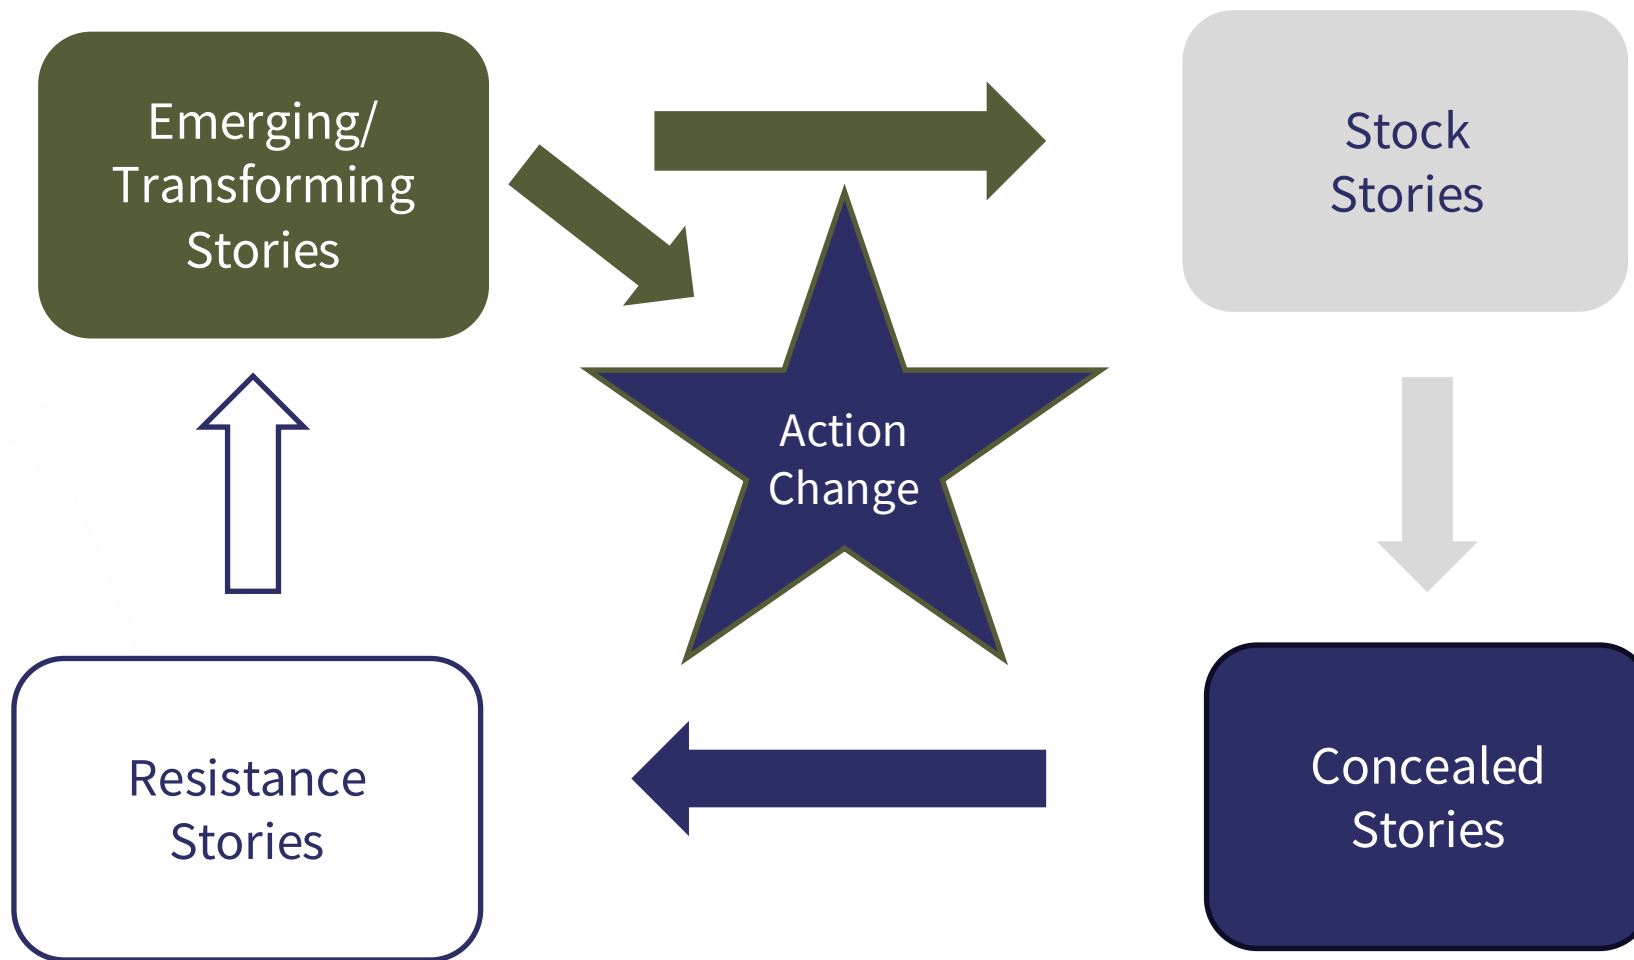 Emerging/
Transforming
Stories
Stock
Stories
Action
Change
Resistance
Stories
Concealed
Stories